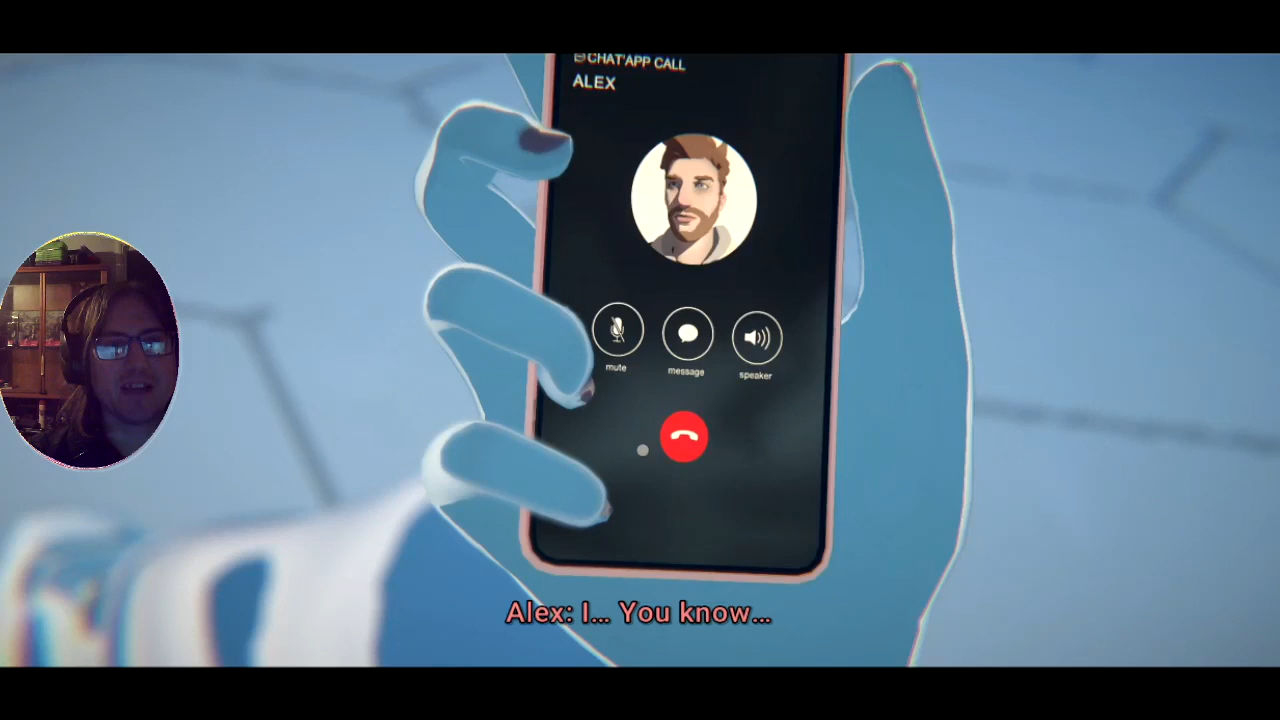 CHAT'APP CALL
ALEX
mute
message
speaker
Alex: I... You know...